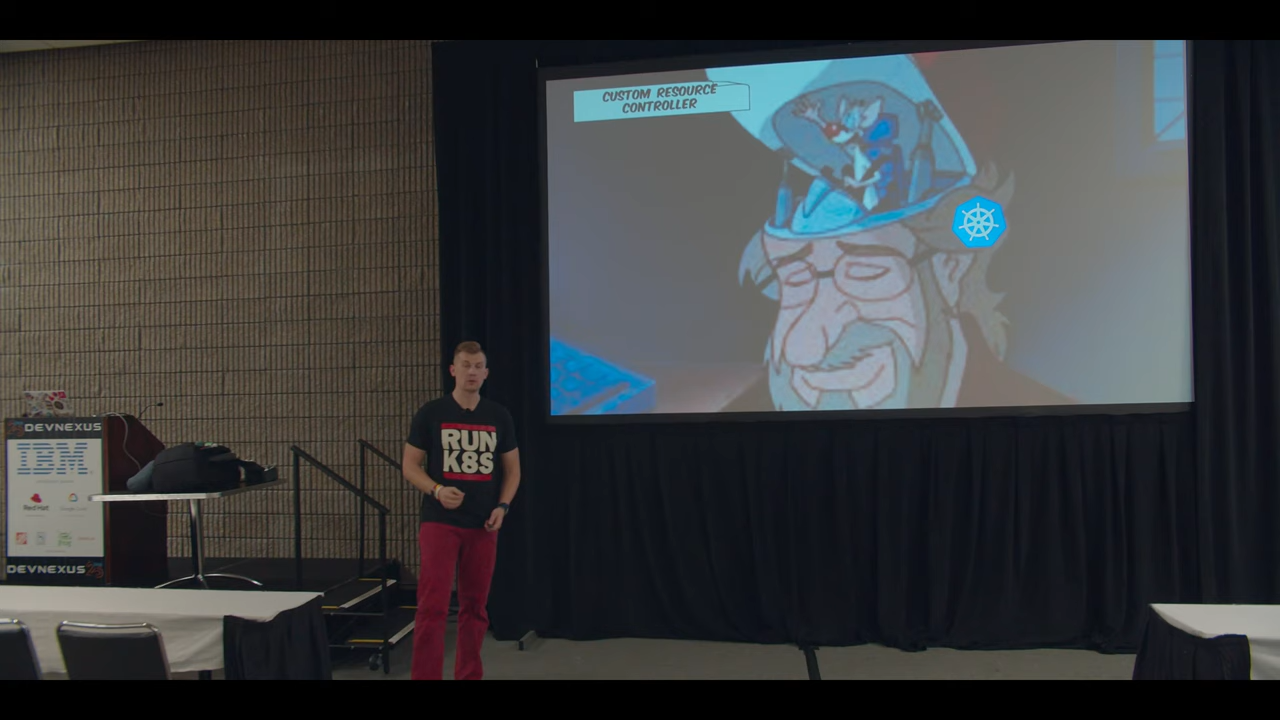 CUSTOM RESOURCE
CONTROLLER
RUN
K8S
DEVNEXUS
IBM
Red Hat
DEVNEXUS